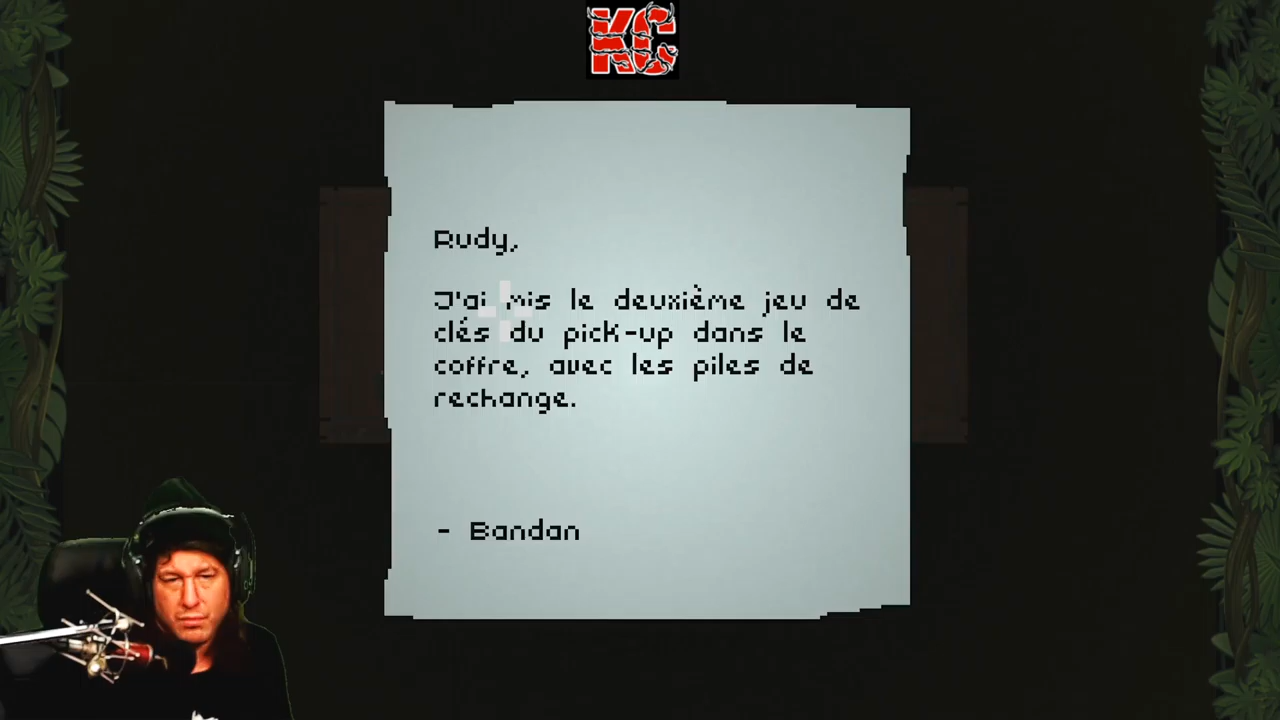 KC
Rudy,
J'ai mis le deuxième jeu de
clés du pick-up dans le
coffre, avec les piles de
rechange.
- Bandan